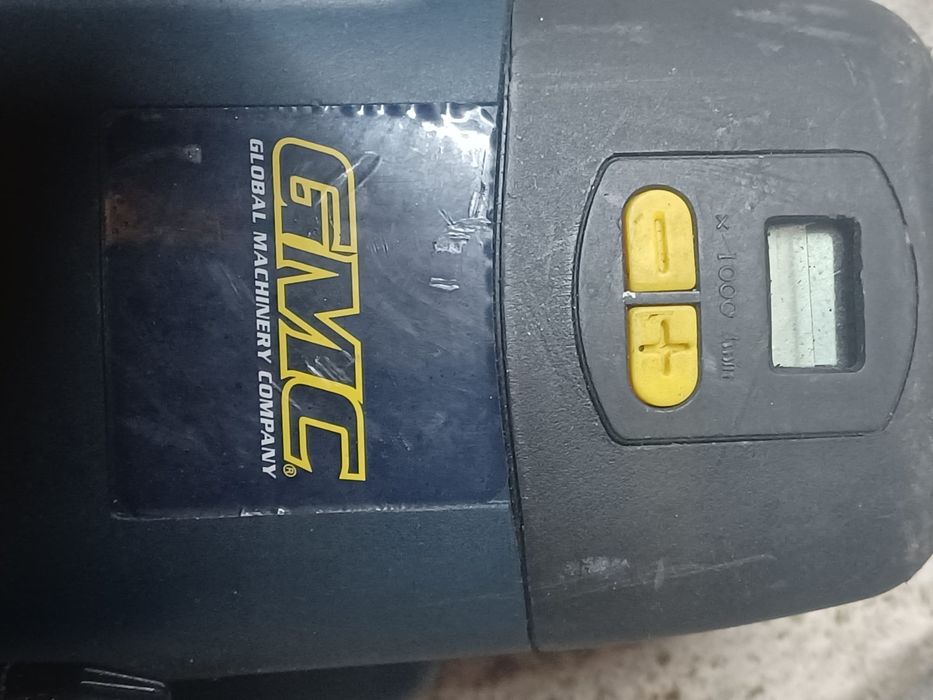 GMC®
GLOBAL MACHINERY COMPANY
x 1000 /min
- +